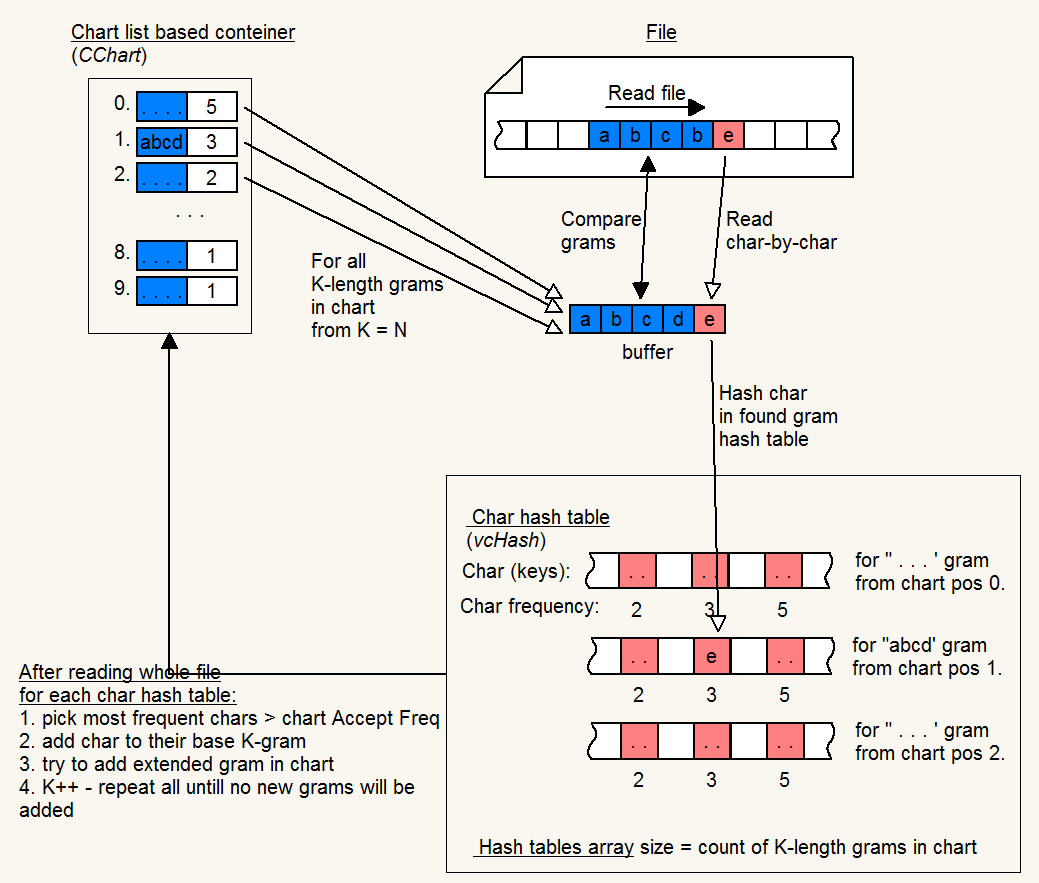 Chart list based conteiner
(CChart)
0. . . . . 5
1. abcd 3
2. . . . . 2
. . .
8. . . . . 1
9. . . . . 1
File
Read file
a b c b e
Compare
grams
Read
char-by-char
For all
K-length grams
in chart
from K = N
a b c d e
buffer
Hash char
in found gram
hash table
Char hash table
(vcHash)
Char (keys): . . . . . .
for " . . . ' gram
from chart pos 0.
Char frequency: 2 3 5
. . e . .
for "abcd' gram
from chart pos 1.
2 3 5
. . . . . .
for " . . . ' gram
from chart pos 2.
2 3 5
Hash tables array size = count of K-length grams in chart
After reading whole file
for each char hash table:
1. pick most frequent chars > chart Accept Freq
2. add char to their base K-gram
3. try to add extended gram in chart
4. K++ - repeat all untill no new grams will be
added